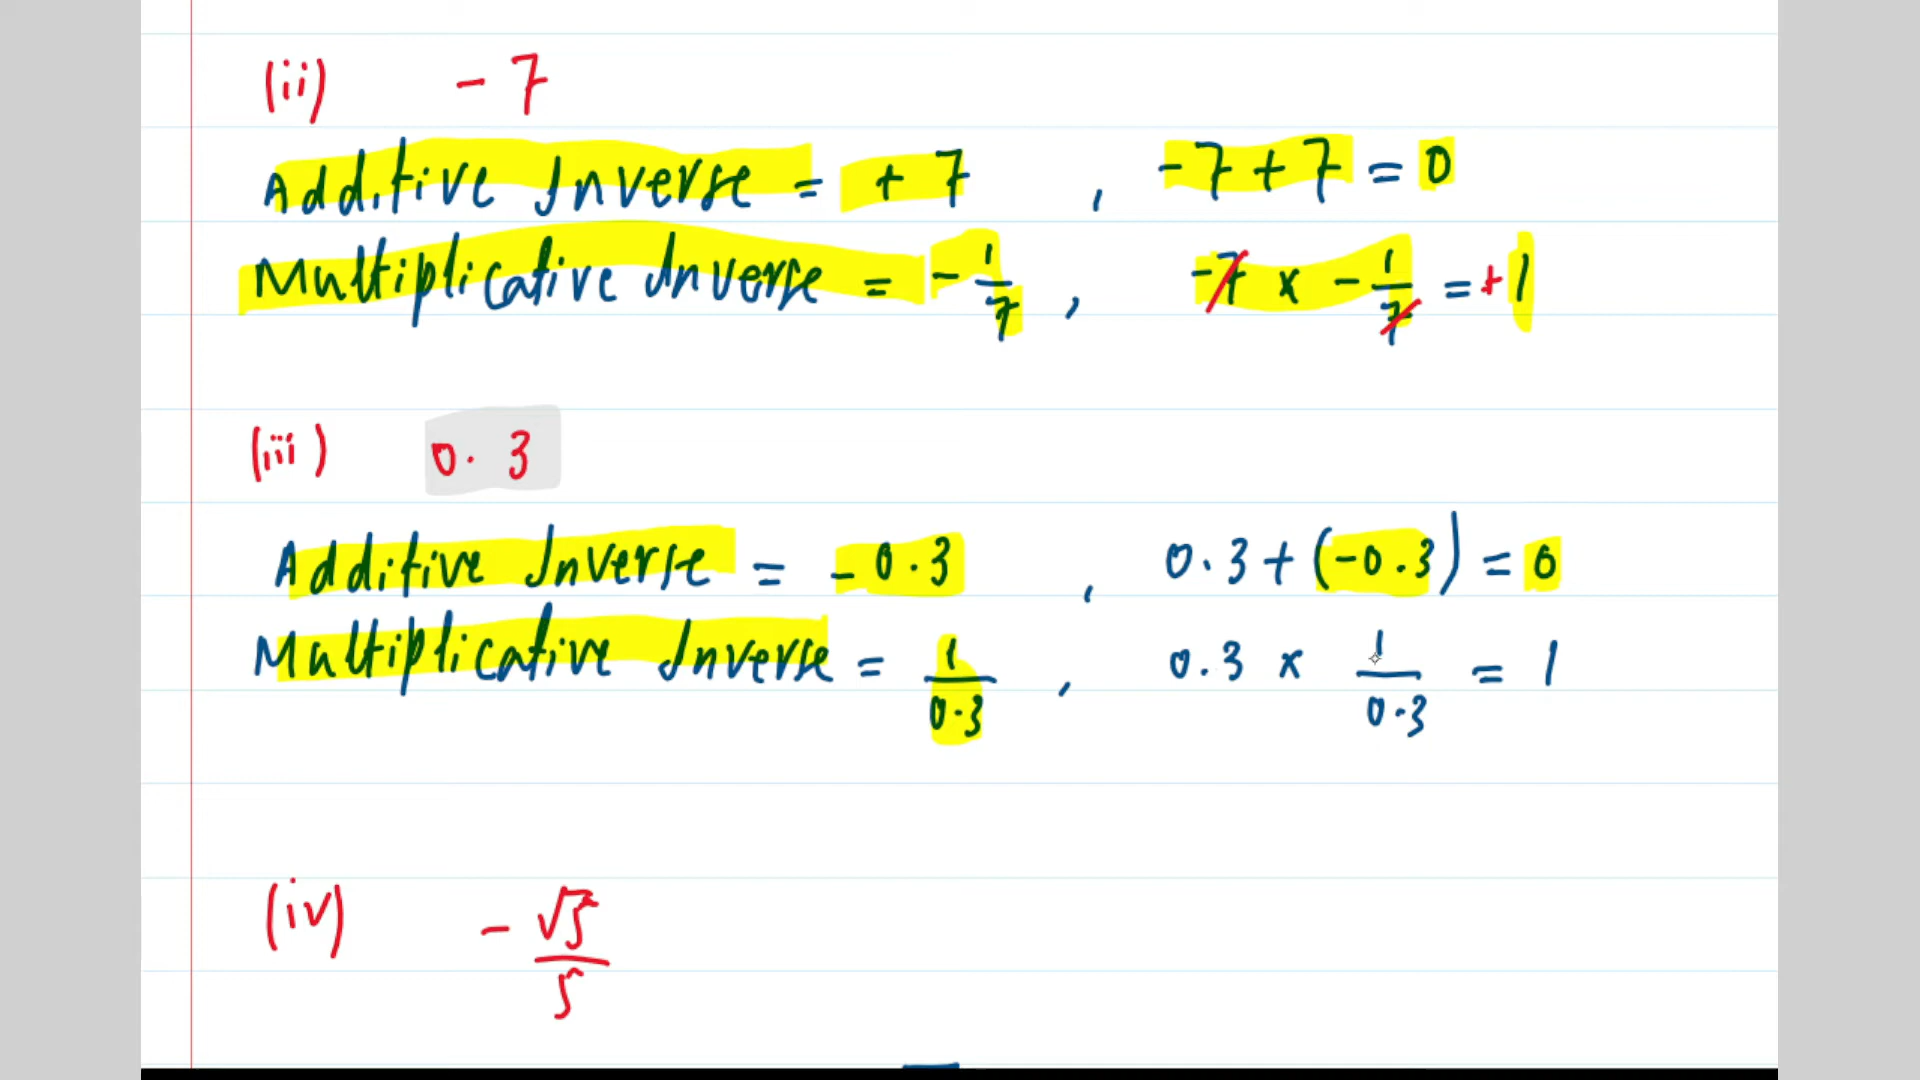 (ii) - 7
Additive Inverse = + 7 , -7 + 7 = 0
Multiplicative Inverse = - 1/7 , -7 x - 1/7 = + 1
(iii) 0.3
Additive Inverse = - 0.3 , 0.3 + (-0.3) = 0
Multiplicative Inverse = 1/0.3 , 0.3 x 1/0.3 = 1
(iv) - √5/5